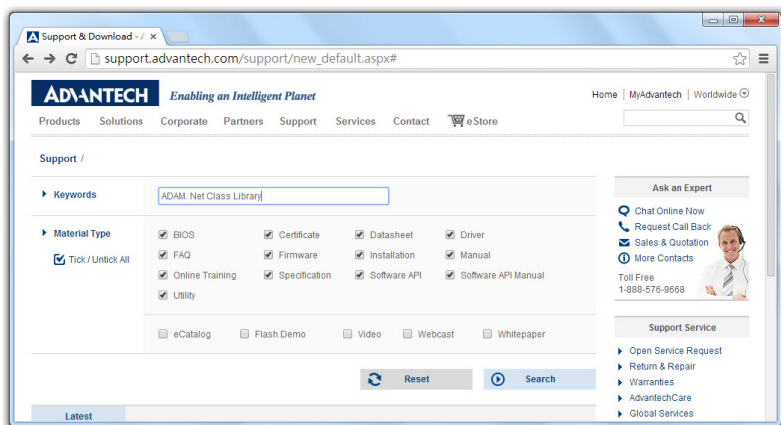 Support & Download - A
support.advantech.com/support/new_default.aspx#
ADVANTECH Enabling an Intelligent Planet
Home | MyAdvantech | Worldwide
Products Solutions Corporate Partners Support Services Contact eStore
Support /
Keywords
ADAM. Net Class Library
Material Type
Tick / Untick All
BIOS Certificate Datasheet Driver
FAQ Firmware Installation Manual
Online Training Specification Software API Software API Manual
Utility
eCatalog Flash Demo Video Webcast Whitepaper
Reset Search
Latest
Ask an Expert
Chat Online Now
Request Call Back
Sales & Quotation
More Contacts
Toll Free
1-888-576-9668
Support Service
Open Service Request
Return & Repair
Warranties
AdvantechCare
Global Services